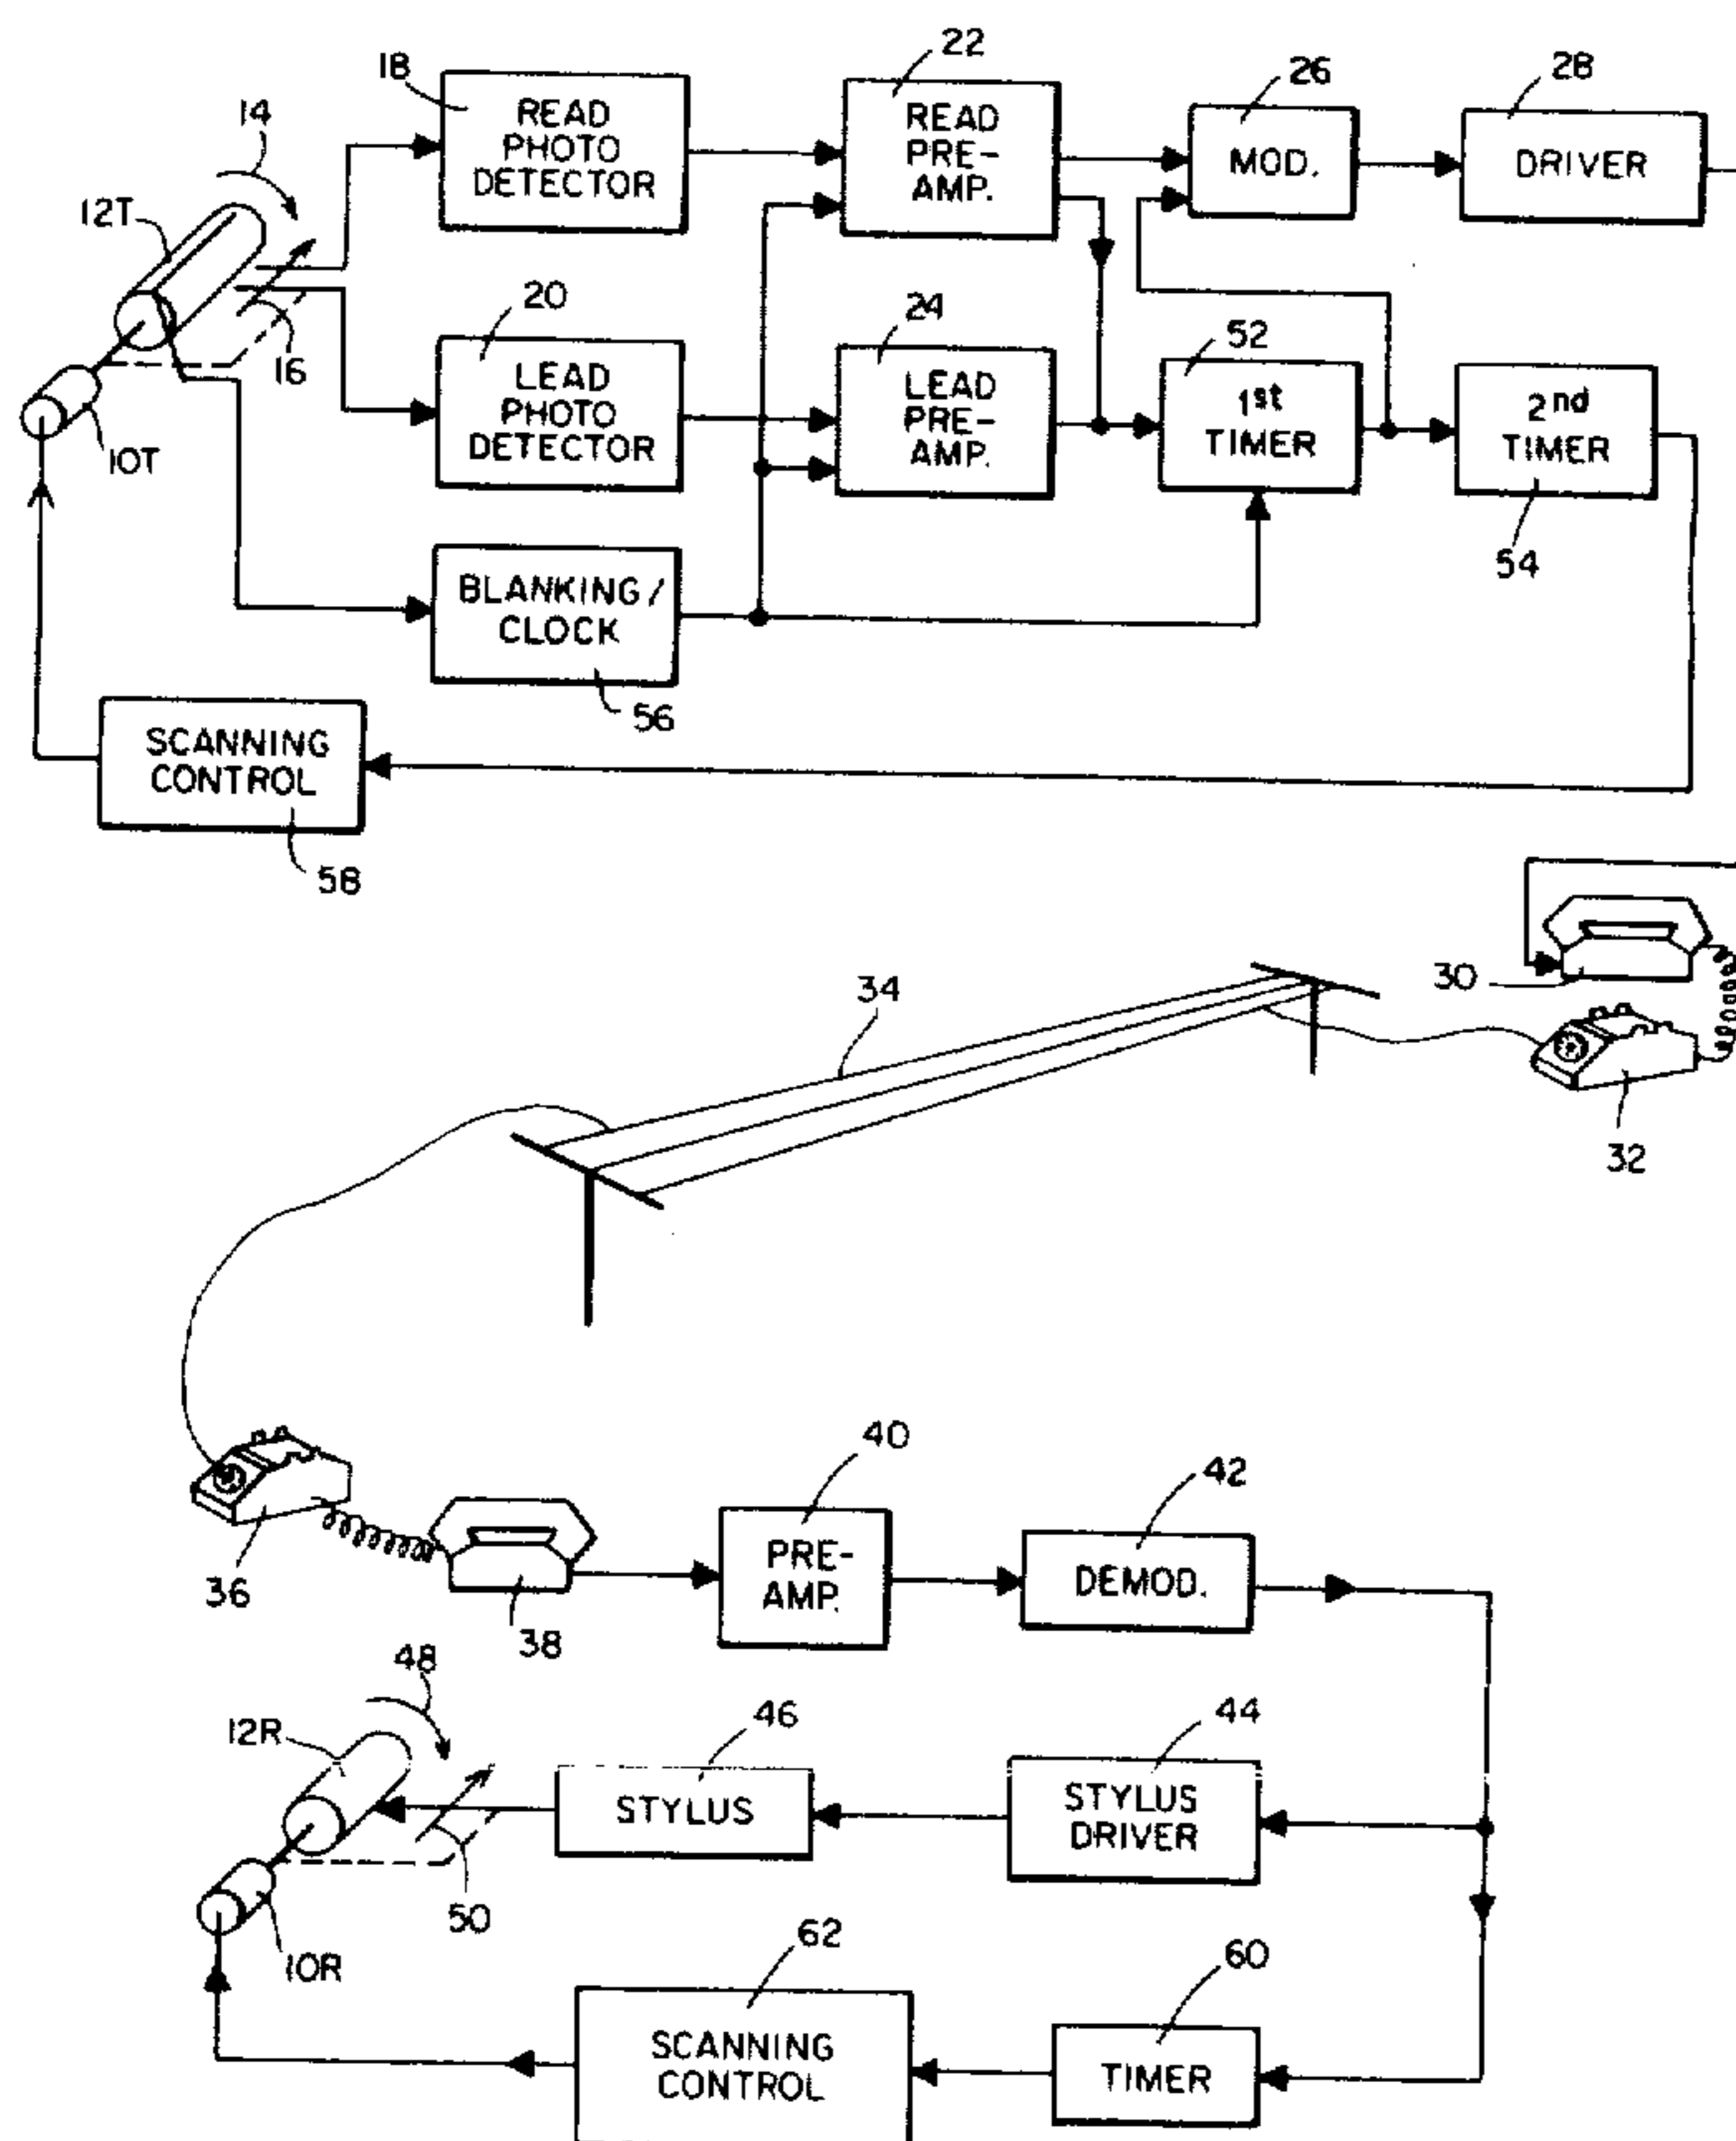 22
18
26
28
14
READ
PHOTO
DETECTOR
READ
PRE-
AMP.
MOD.
DRIVER
12T
20
24
52
16
LEAD
PHOTO
DETECTOR
LEAD
PRE-
AMP.
1st
TIMER
2nd
TIMER
10T
54
BLANKING/
CLOCK
56
SCANNING
CONTROL
58
34
30
32
40
42
PRE-
AMP.
DEMOD.
36
38
48
12R
46
44
STYLUS
STYLUS
DRIVER
50
62
60
10R
SCANNING
CONTROL
TIMER